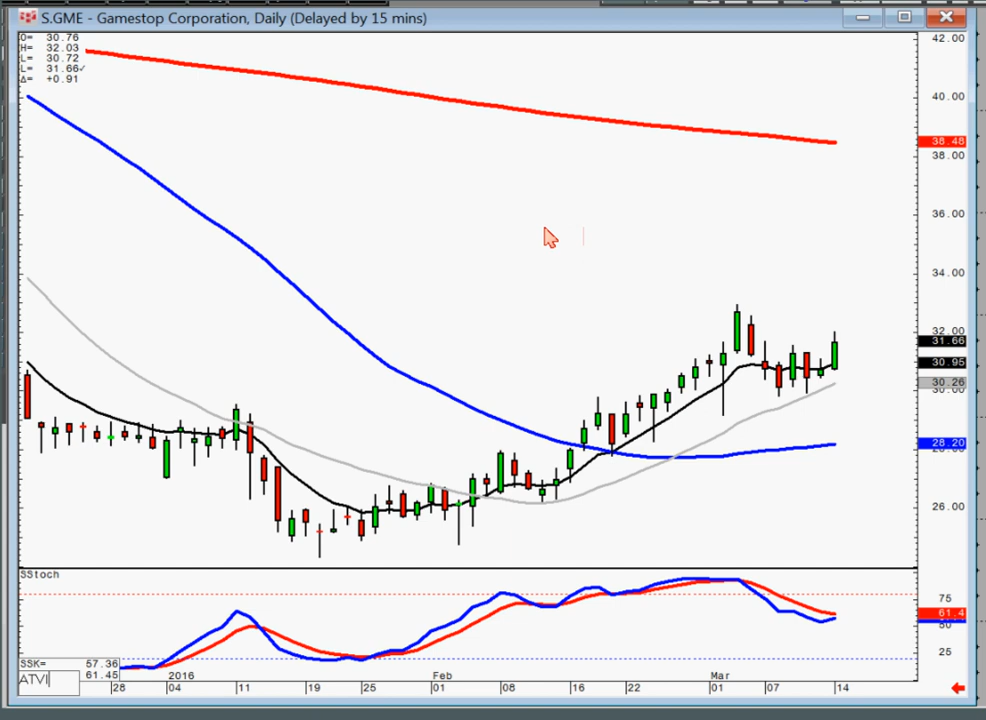 S.GME - Gamestop Corporation, Daily (Delayed by 15 mins)
O= 30.76
H= 32.03
L= 30.72
L= 31.66✓
Δ= +0.91
42.00
40.00
38.48
38.00
36.00
34.00
32.00
31.66
30.95
30.26
30.00
28.20
26.00
SStoch
75
61.4
50
25
SSK= 57.36
61.45
ATVI
2016
Feb
Mar
28
04
11
19
25
01
08
16
22
01
07
14